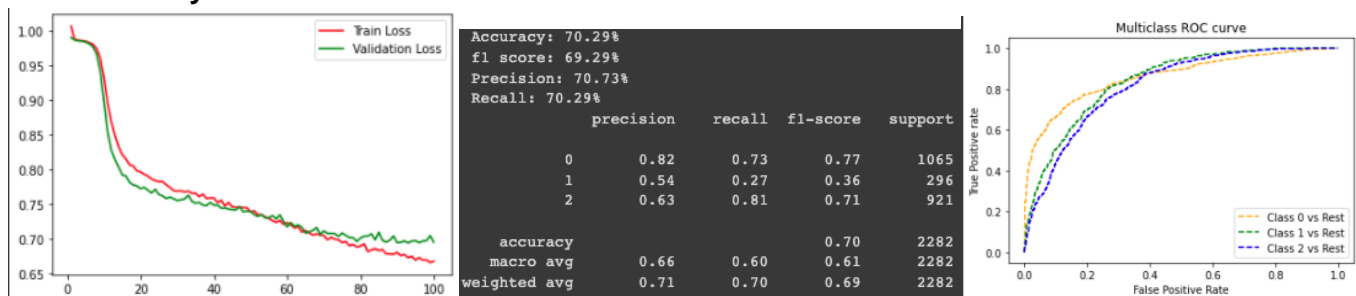 1.00
0.95
0.90
0.85
0.80
0.75
0.70
0.65
0 20 40 60 80 100
Train Loss
Validation Loss
Accuracy: 70.29%
f1 score: 69.29%
Precision: 70.73%
Recall: 70.29%
precision recall f1-score support
0 0.82 0.73 0.77 1065
1 0.54 0.27 0.36 296
2 0.63 0.81 0.71 921
accuracy 0.70 2282
macro avg 0.66 0.60 0.61 2282
weighted avg 0.71 0.70 0.69 2282
Multiclass ROC curve
True Positive rate
1.0
0.8
0.6
0.4
0.2
0.0
Class 0 vs Rest
Class 1 vs Rest
Class 2 vs Rest
0.0 0.2 0.4 0.6 0.8 1.0
False Positive Rate